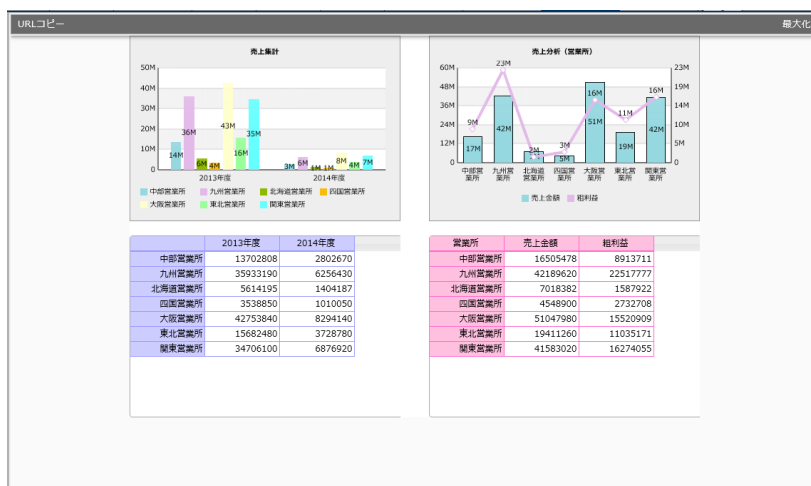 URLコピー
最大化
売上集計
50M
40M
30M
20M
10M
0
14M
36M
6M
4M
43M
16M
35M
3M
6M
1M
1M
8M
4M
7M
2013年度
2014年度
中部営業所 九州営業所 北海道営業所 四国営業所
大阪営業所 東北営業所 関東営業所
売上分析（営業所）
60M
48M
36M
24M
12M
0
23M
19M
14M
10M
5M
0
9M
23M
3M
16M
11M
16M
17M
42M
5M
51M
19M
42M
中部営
業所
九州営
業所
北海道
営業所
四国営
業所
大阪営
業所
東北営
業所
関東営
業所
売上金額 粗利益
2013年度 2014年度
中部営業所 13702808 2802670
九州営業所 35933190 6256430
北海道営業所 5614195 1404187
四国営業所 3538850 1010050
大阪営業所 42753840 8294140
東北営業所 15682480 3728780
関東営業所 34706100 6876920
営業所 売上金額 粗利益
中部営業所 16505478 8913711
九州営業所 42189620 22517777
北海道営業所 7018382 1587922
四国営業所 4548900 2732708
大阪営業所 51047980 15520909
東北営業所 19411260 11035171
関東営業所 41583020 16274055